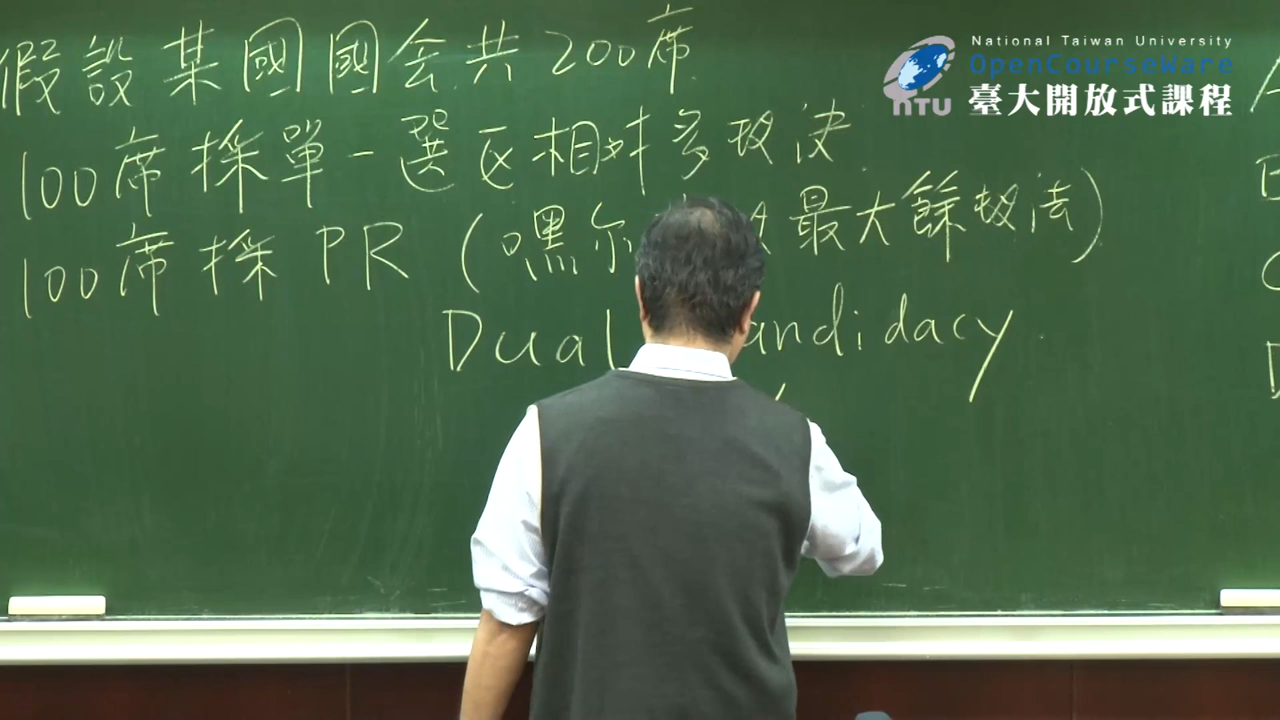 假設某國國会共200席
100席採單一選区相对多数決
100席採PR(嘿尔 最大餘数法)
Dual andidacy
National Taiwan University
OpenCourseWare
NTU
臺大開放式課程